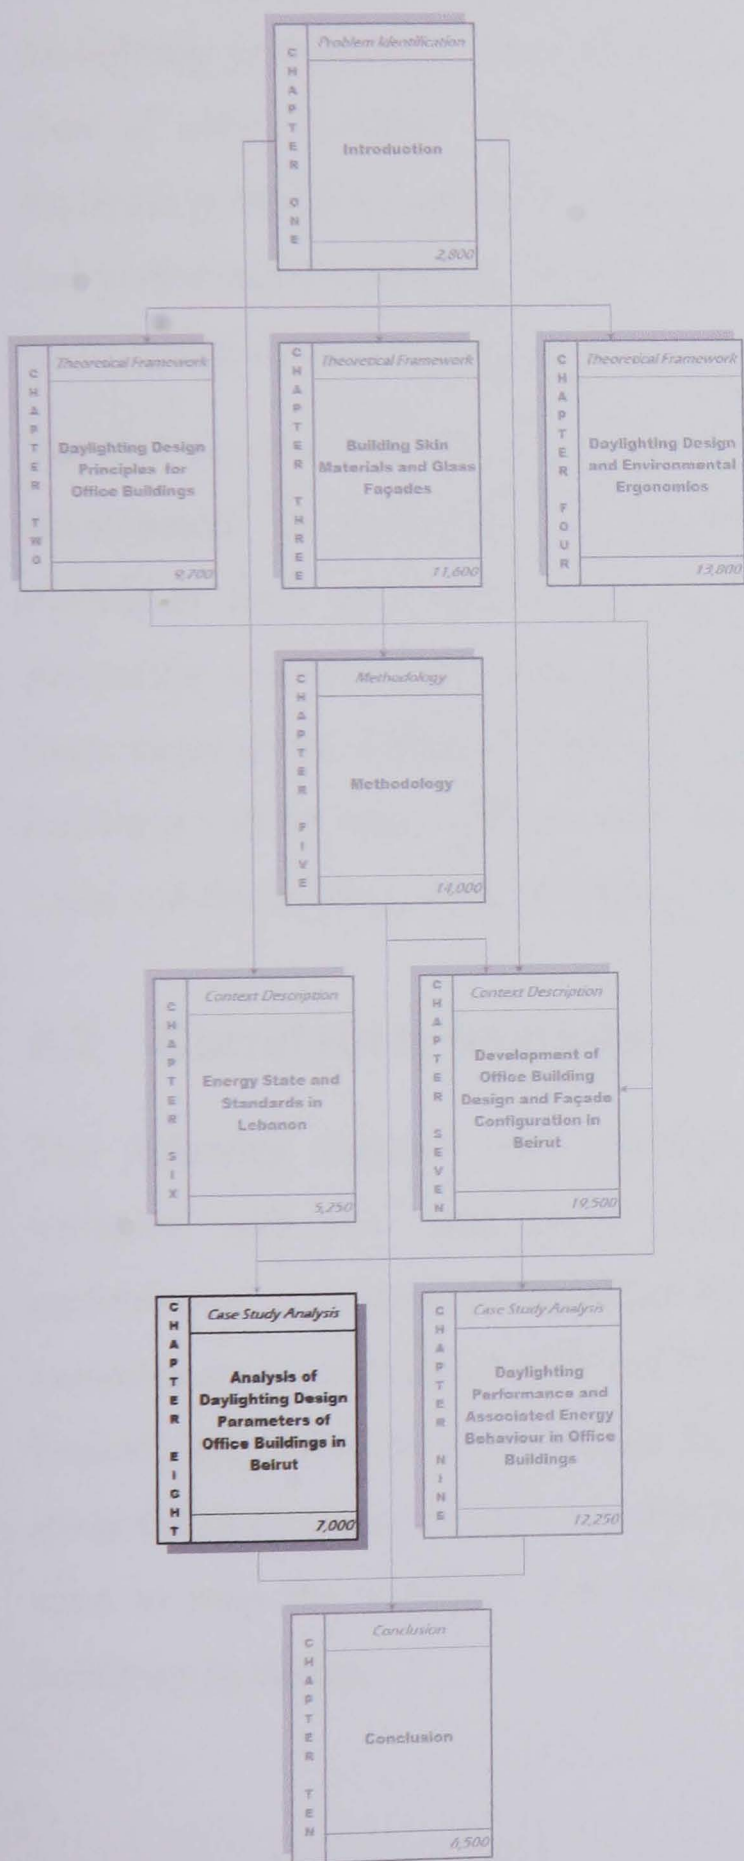 CHAPTER ONE
Problem Identification
Introduction
2,800
CHAPTER TWO
Theoretical Framework
Daylighting Design
Principles for
Office Buildings
9,700
CHAPTER THREE
Theoretical Framework
Building Skin
Materials and Glass
Façades
11,600
CHAPTER FOUR
Theoretical Framework
Daylighting Design
and Environmental
Ergonomics
13,800
CHAPTER FIVE
Methodology
Methodology
14,000
CHAPTER SIX
Context Description
Energy State and
Standards in
Lebanon
5,250
CHAPTER SEVEN
Context Description
Development of
Office Building
Design and Façade
Configuration in
Beirut
19,500
CHAPTER EIGHT
Case Study Analysis
Analysis of
Daylighting Design
Parameters of
Office Buildings in
Beirut
7,000
CHAPTER NINE
Case Study Analysis
Daylighting
Performance and
Associated Energy
Behaviour in Office
Buildings
12,250
CHAPTER TEN
Conclusion
Conclusion
6,500